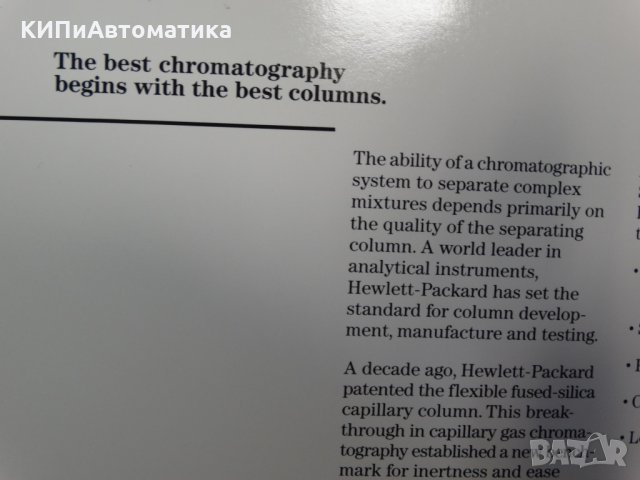 КИПиАвтоматика
The best chromatography
begins with the best columns.
The ability of a chromatographic
system to separate complex
mixtures depends primarily on
the quality of the separating
column. A world leader in
analytical instruments,
Hewlett-Packard has set the
standard for column develop-
ment, manufacture and testing.
A decade ago, Hewlett-Packard
patented the flexible fused-silica
capillary column. This break-
through in capillary gas chroma-
tography established a new bench-
mark for inertness and ease
BAZAR